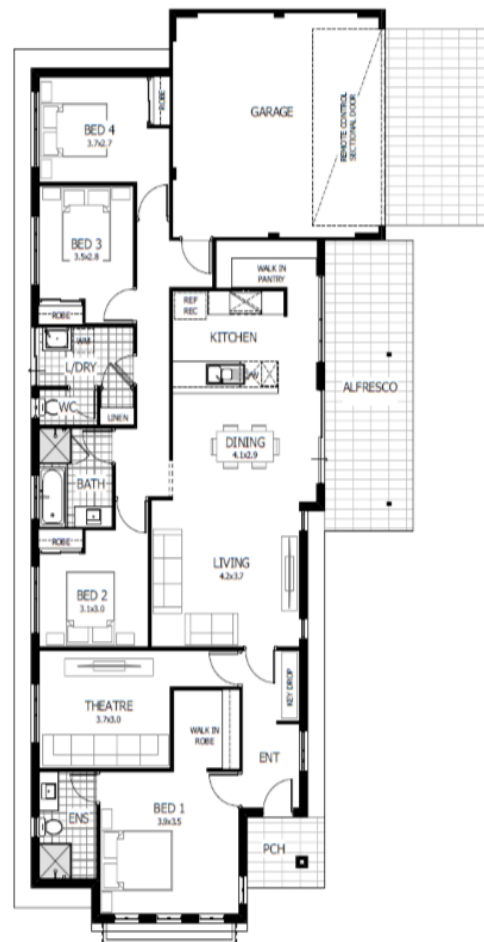 GARAGE
REMOTE CONTROL
SECTIONAL DOOR
ROBE
BED 4
3.7x2.7
BED 3
3.5x2.8
ROBE
WALK IN
PANTRY
REF
REC
KITCHEN
WM
L/DRY
WC
LINEN
DW
ALFRESCO
DINING
4.1x2.9
BATH
ROBE
LIVING
4.2x3.7
BED 2
3.1x3.0
THEATRE
3.7x3.0
KEY DROP
WALK IN
ROBE
ENT
ENS
BED 1
3.9x3.5
PCH